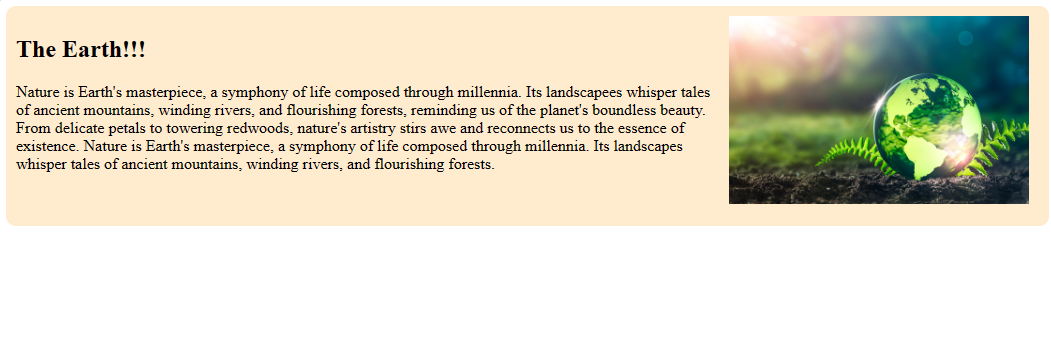 The Earth!!!
Nature is Earth's masterpiece, a symphony of life composed through millennia. Its landscapees whisper tales
of ancient mountains, winding rivers, and flourishing forests, reminding us of the planet's boundless beauty.
From delicate petals to towering redwoods, nature's artistry stirs awe and reconnects us to the essence of
existence. Nature is Earth's masterpiece, a symphony of life composed through millennia. Its landscapes
whisper tales of ancient mountains, winding rivers, and flourishing forests.